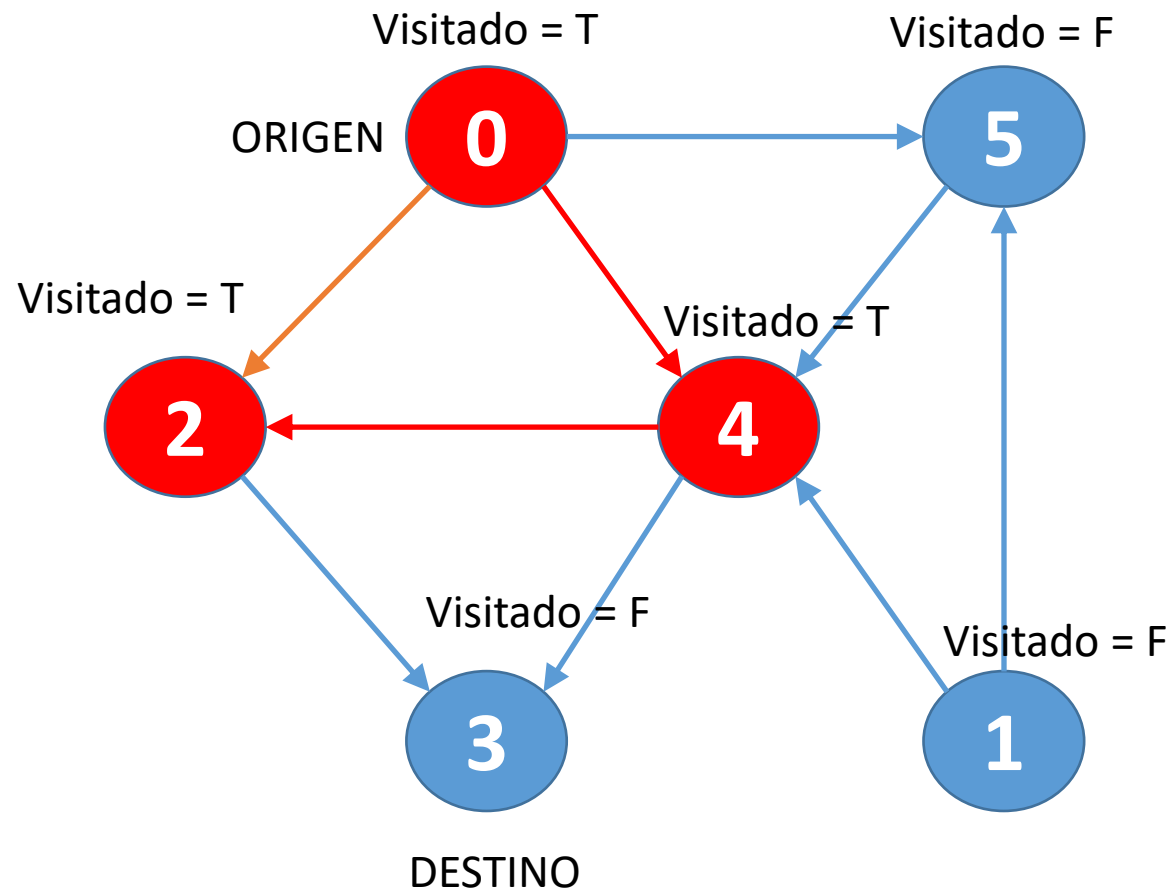 Visitado = T
Visitado = F
ORIGEN
0
5
Visitado = T
Visitado = T
2
4
Visitado = F
Visitado = F
3
1
DESTINO